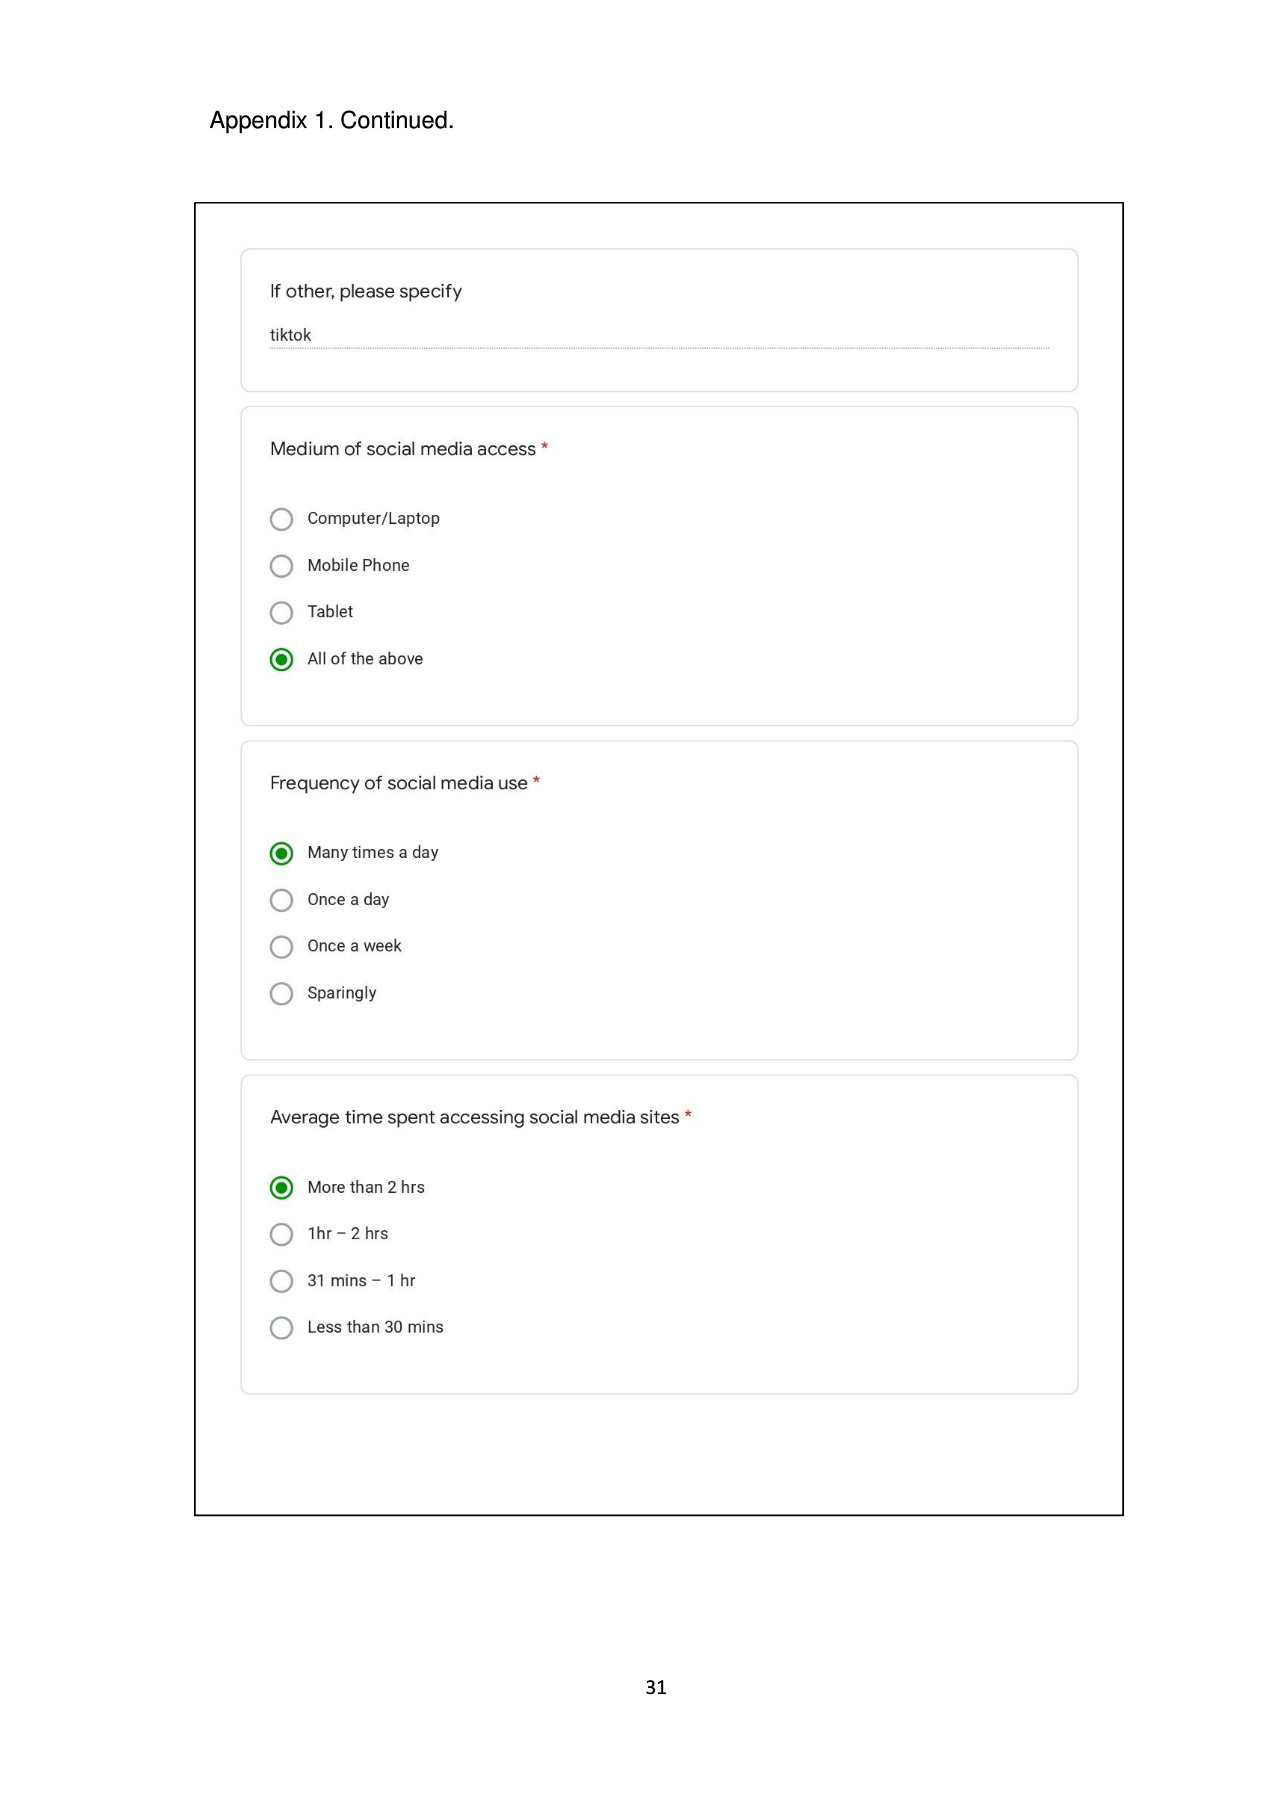 Appendix 1. Continued.
If other, please specify
tiktok
Medium of social media access *
Computer/Laptop
Mobile Phone
Tablet
All of the above
Frequency of social media use *
Many times a day
Once a day
Once a week
Sparingly
Average time spent accessing social media sites *
More than 2 hrs
1hr – 2 hrs
31 mins – 1 hr
Less than 30 mins
31